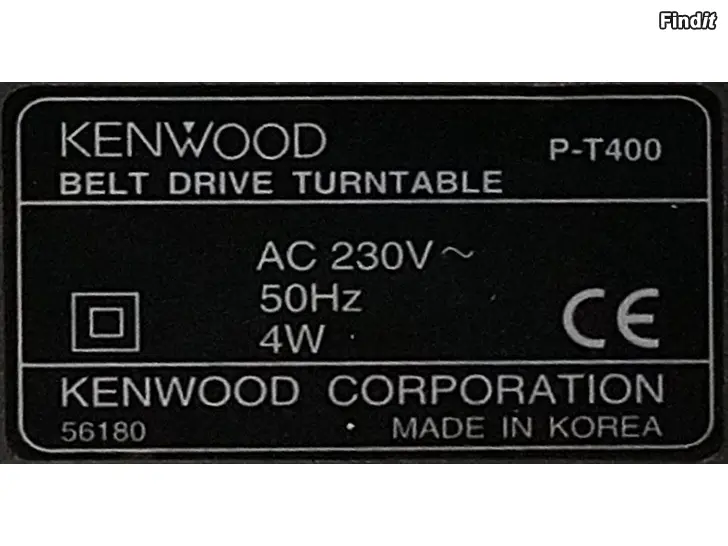 Findit
KENWOOD P-T400
BELT DRIVE TURNTABLE
AC 230V~
50Hz
4W
CE
KENWOOD CORPORATION
56180 MADE IN KOREA